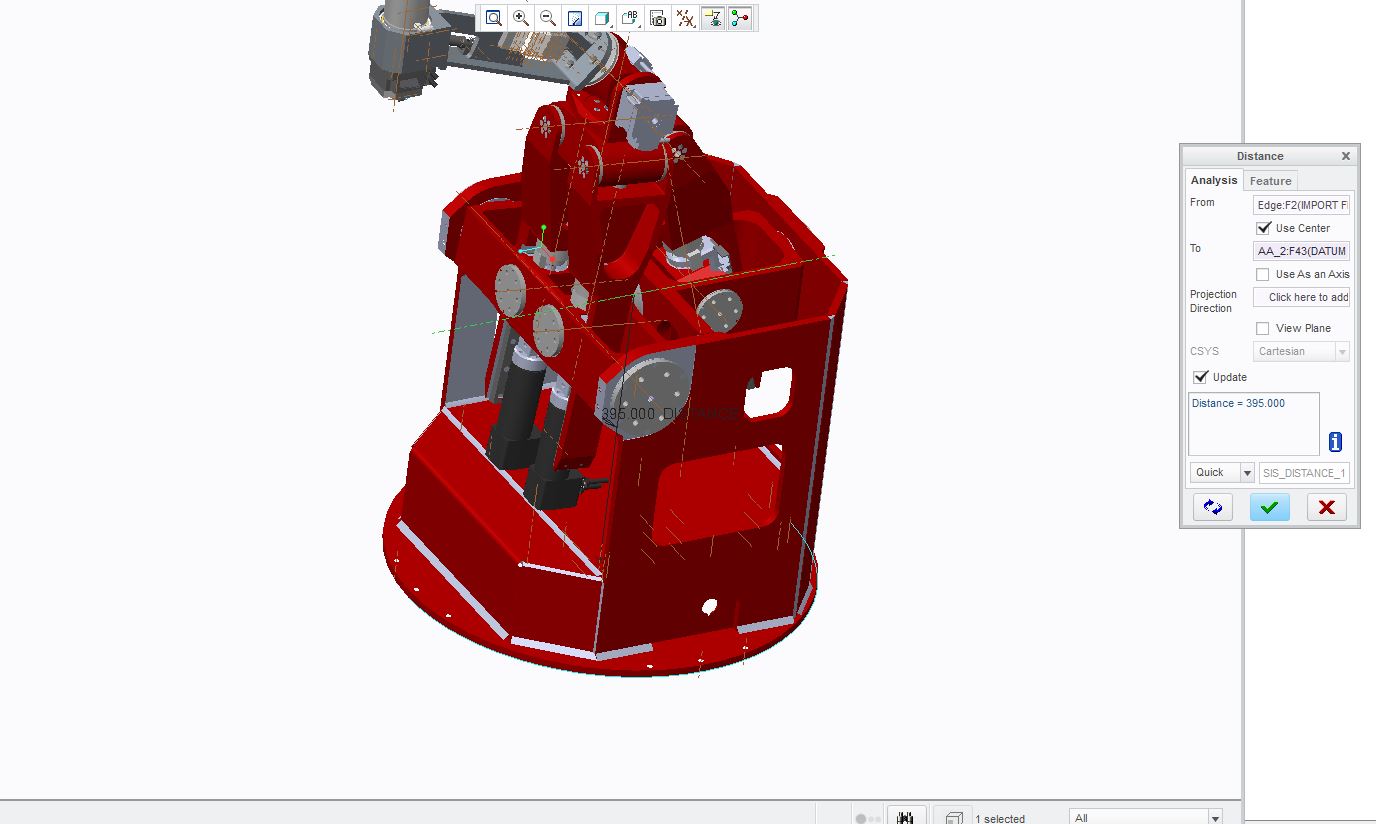 AB
Distance
Analysis
Feature
From
Edge:F2(IMPORT F
Use Center
To
AA_2:F43(DATUM
Use As an Axis
Projection
Direction
Click here to add
View Plane
CSYS
Cartesian
Update
395.000 DISTANCE
Distance = 395.000
Quick
SIS_DISTANCE_1
1 selected
All